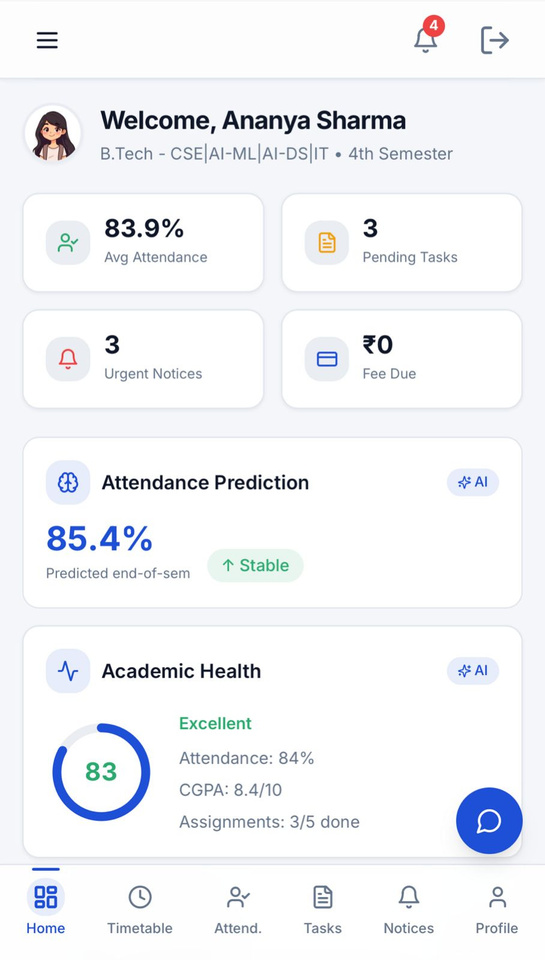 4
Welcome, Ananya Sharma
B.Tech - CSE|AI-ML|AI-DS|IT • 4th Semester
83.9%
Avg Attendance
3
Pending Tasks
3
Urgent Notices
₹0
Fee Due
Attendance Prediction
AI
85.4%
Predicted end-of-sem
↑ Stable
Academic Health
AI
83
Excellent
Attendance: 84%
CGPA: 8.4/10
Assignments: 3/5 done
Home
Timetable
Attend.
Tasks
Notices
Profile